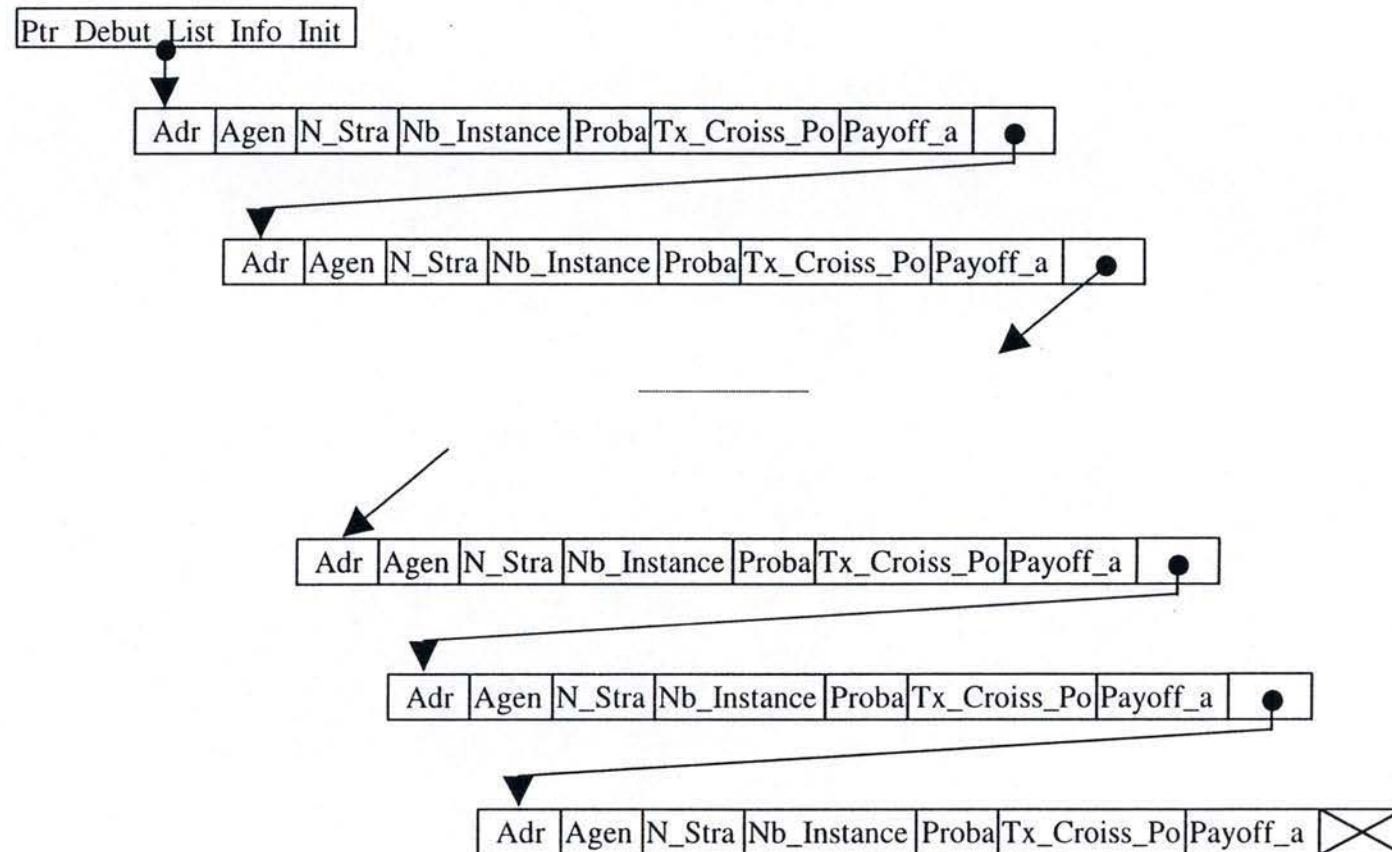 Ptr Debut List Info Init
Adr Agen N_Stra Nb_Instance Proba Tx_Croiss_Po Payoff_a
Adr Agen N_Stra Nb_Instance Proba Tx_Croiss_Po Payoff_a
Adr Agen N_Stra Nb_Instance Proba Tx_Croiss_Po Payoff_a
Adr Agen N_Stra Nb_Instance Proba Tx_Croiss_Po Payoff_a
Adr Agen N_Stra Nb_Instance Proba Tx_Croiss_Po Payoff_a